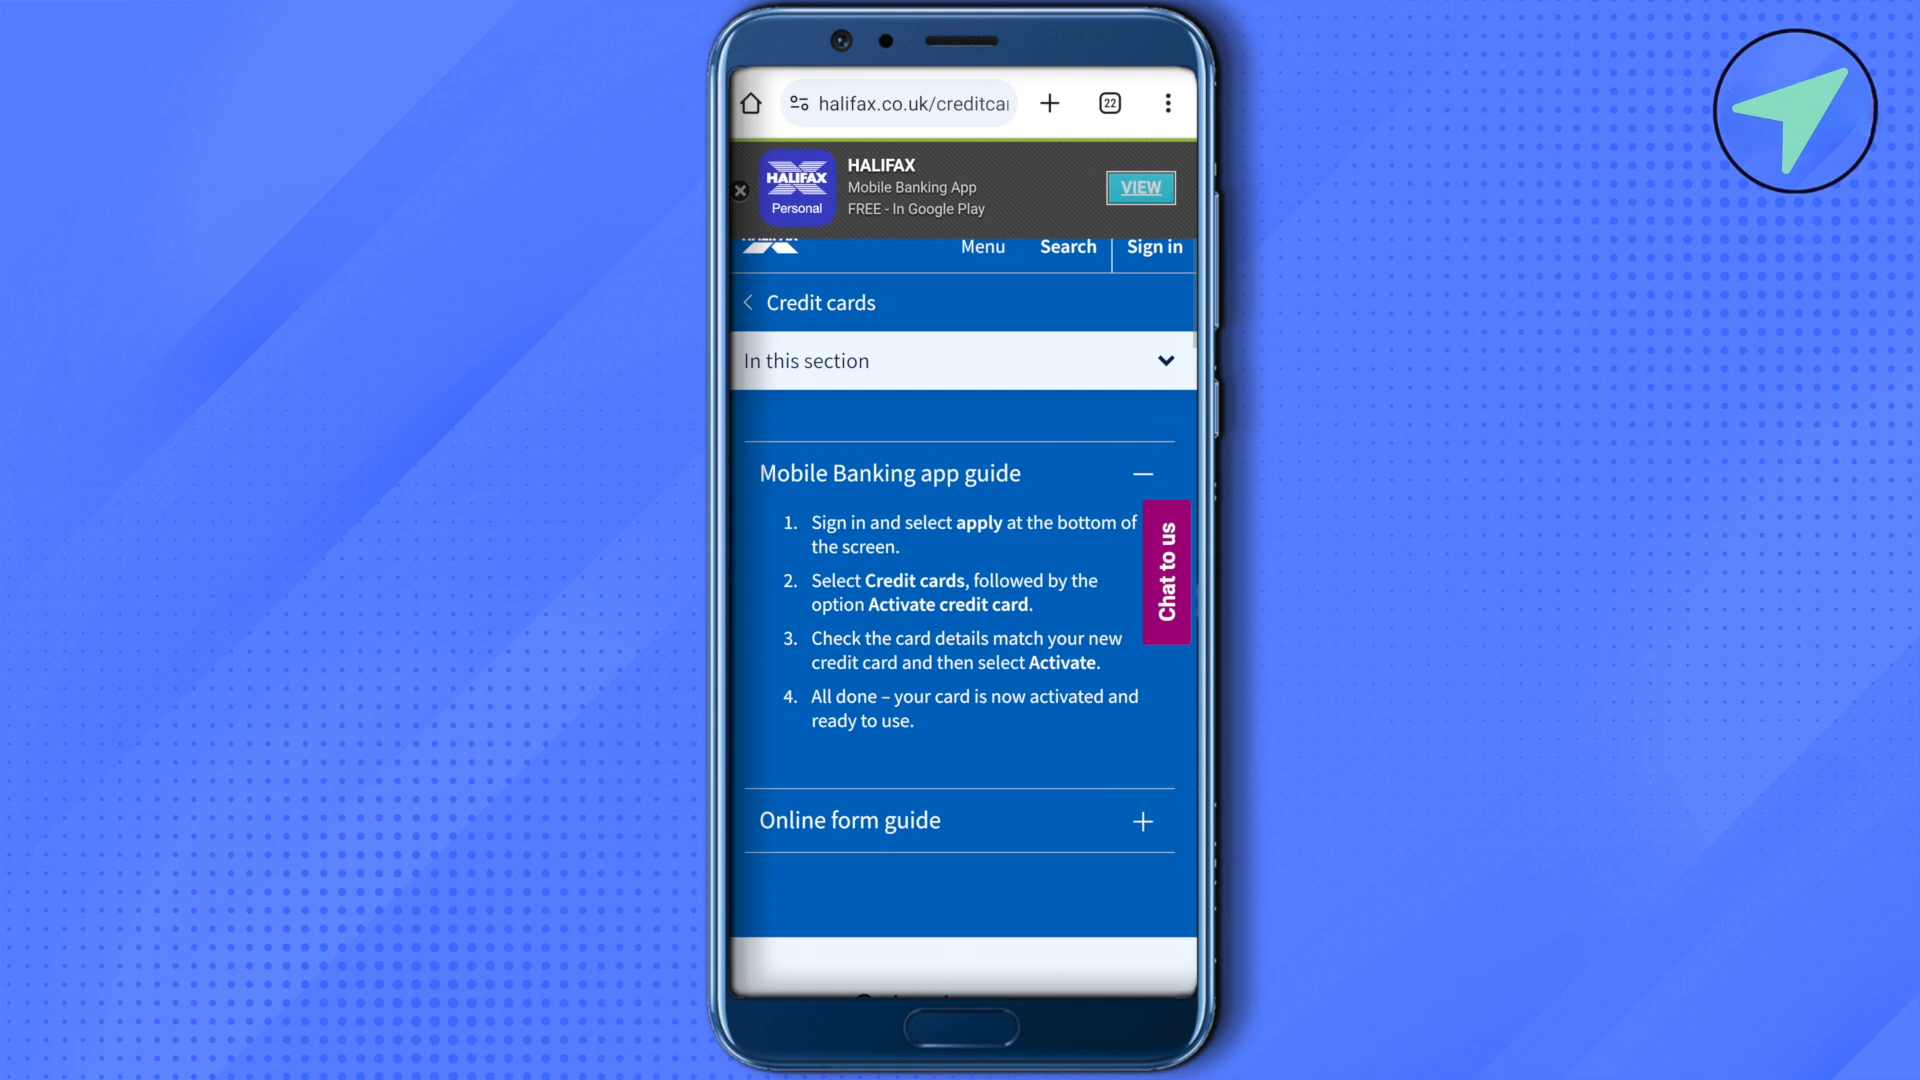 halifax.co.uk/creditca
22
HALIFAX
Personal
HALIFAX
Mobile Banking App
FREE - In Google Play
VIEW
Menu
Search
Sign in
Credit cards
In this section
Mobile Banking app guide
1. Sign in and select apply at the bottom of
the screen.
2. Select Credit cards, followed by the
option Activate credit card.
3. Check the card details match your new
credit card and then select Activate.
4. All done – your card is now activated and
ready to use.
Chat to us
Online form guide